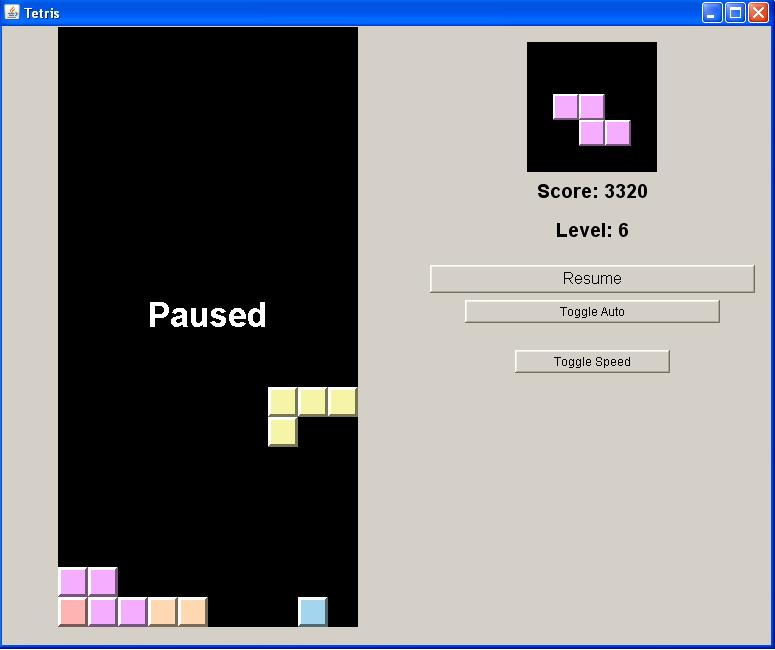 Tetris
Paused
Score: 3320
Level: 6
Resume
Toggle Auto
Toggle Speed